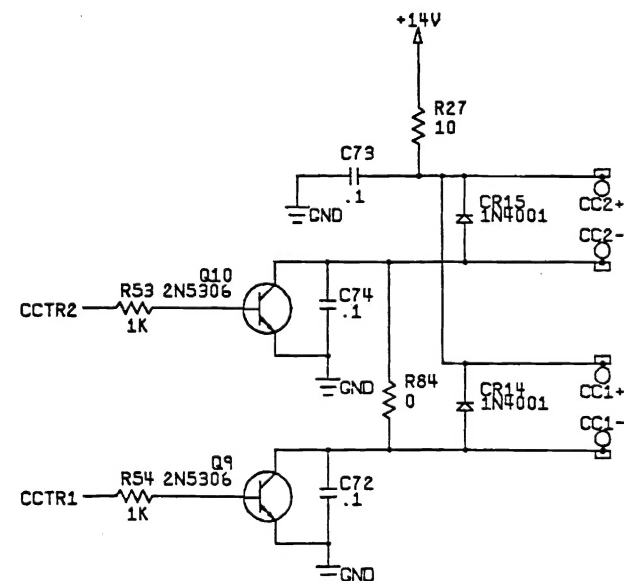 +14V
R27
10
C73
.1
GND
CR15
1N4001
CC2+
CC2-
Q10
R53 2N5306
CCTR2
1K
C74
.1
GND
R84
0
CR14
1N4001
CC1+
CC1-
Q9
R54 2N5306
CCTR1
1K
C72
.1
GND